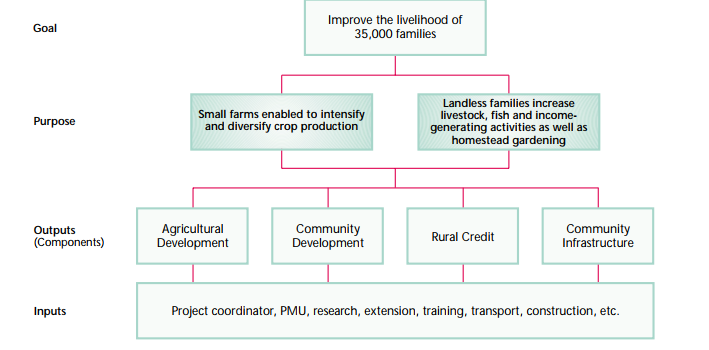 Goal
Improve the livelihood of
35,000 families
Purpose
Small farms enabled to intensify
and diversify crop production
Landless families increase
livestock, fish and income-
generating activities as well as
homestead gardening
Outputs
(Components)
Agricultural
Development
Community
Development
Rural Credit
Community
Infrastructure
Inputs
Project coordinator, PMU, research, extension, training, transport, construction, etc.